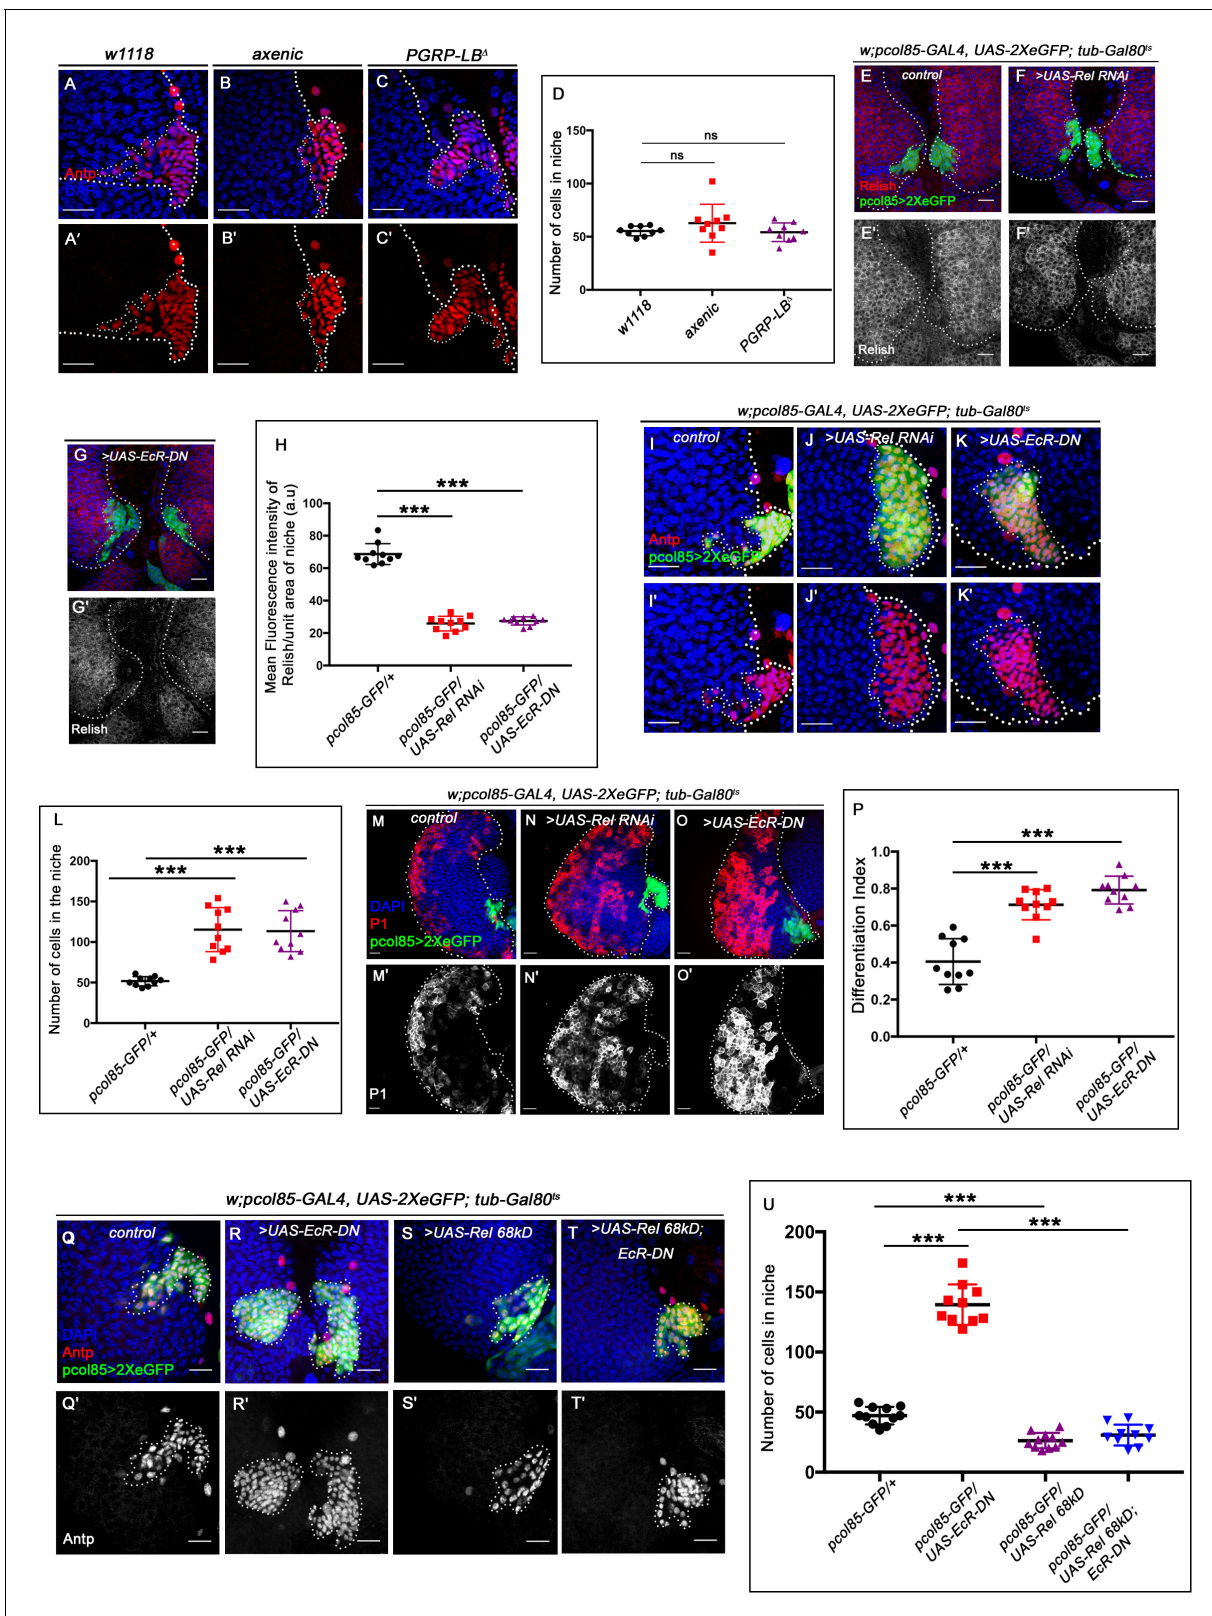 w1118
axenic
PGRP-LBΔ
A
B
C
Antp
DAPI
A'
B'
C'
D
Number of cells in niche
150
100
50
0
ns
ns
w1118
axenic
PGRP-LBΔ
w;pcol85-GAL4, UAS-2XeGFP; tub-Gal80ts
E
control
F
>UAS-Rel RNAi
Relish
pcol85>2XeGFP
E'
F'
Relish
G
>UAS-EcR-DN
G'
Relish
H
Mean Fluorescence intensity of
Relish/unit area of niche (a.u)
100
80
60
40
20
0
***
***
pcol85-GFP/+
pcol85-GFP/
UAS-Rel RNAi
pcol85-GFP/
UAS-EcR-DN
w;pcol85-GAL4, UAS-2XeGFP; tub-Gal80ts
I
control
J
>UAS-Rel RNAi
K
>UAS-EcR-DN
Antp
pcol85>2XeGFP
I'
J'
K'
L
Number of cells in the niche
200
150
100
50
0
***
***
pcol85-GFP/+
pcol85-GFP/
UAS-Rel RNAi
pcol85-GFP/
UAS-EcR-DN
w;pcol85-GAL4, UAS-2XeGFP; tub-Gal80ts
M
control
N
>UAS-Rel RNAi
O
>UAS-EcR-DN
DAPI
P1
pcol85>2XeGFP
M'
N'
O'
P1
P
Differentiation Index
1.0
0.8
0.6
0.4
0.2
0.0
***
***
pcol85-GFP/+
pcol85-GFP/
UAS-Rel RNAi
pcol85-GFP/
UAS-EcR-DN
w;pcol85-GAL4, UAS-2XeGFP; tub-Gal80ts
Q
control
R
>UAS-EcR-DN
S
>UAS-Rel 68kD
T
>UAS-Rel 68kD;
EcR-DN
DAPI
Antp
pcol85>2XeGFP
Q'
R'
S'
T'
Antp
U
Number of cells in niche
200
150
100
50
0
***
***
***
pcol85-GFP/+
pcol85-GFP/
UAS-EcR-DN
pcol85-GFP/
UAS-Rel 68kD
pcol85-GFP/
UAS-Rel 68kD;
EcR-DN